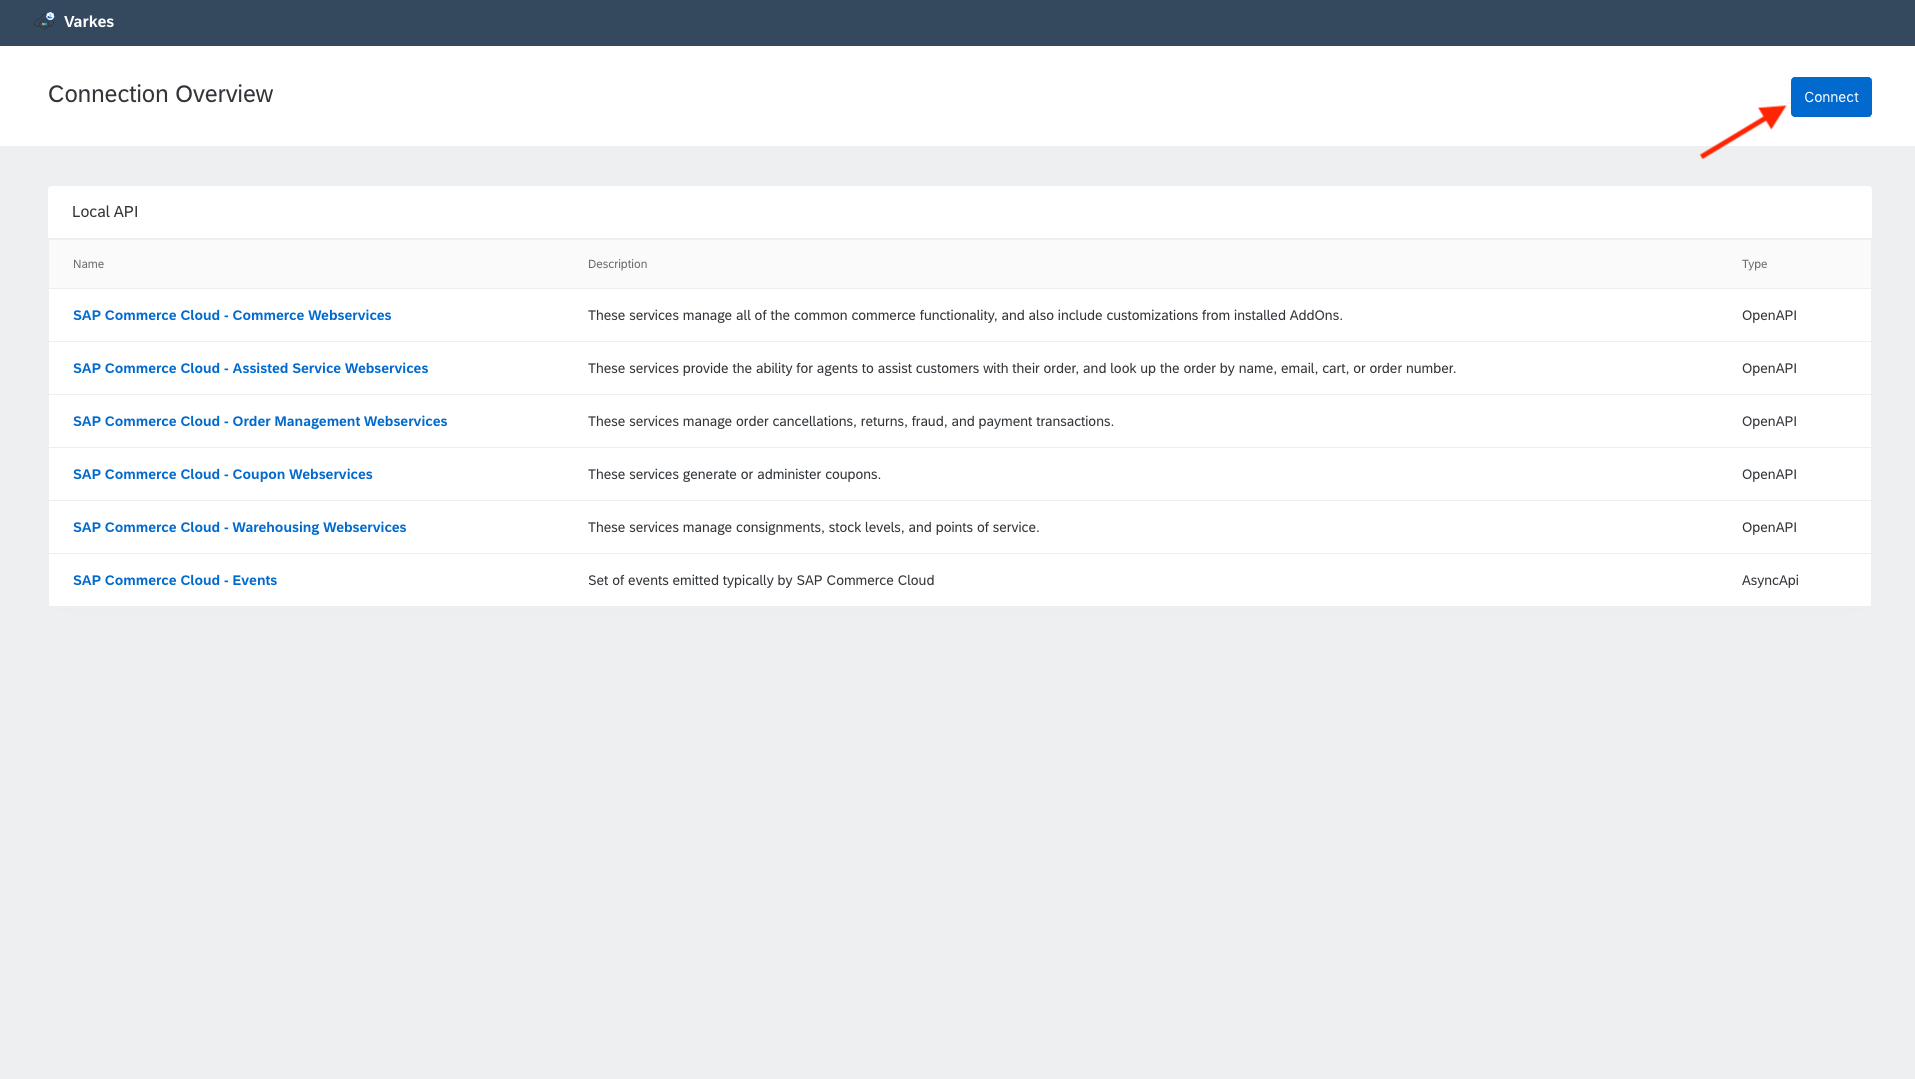 Varkes
Connection Overview
Connect
Local API
Name Description Type
SAP Commerce Cloud - Commerce Webservices These services manage all of the common commerce functionality, and also include customizations from installed AddOns. OpenAPI
SAP Commerce Cloud - Assisted Service Webservices These services provide the ability for agents to assist customers with their order, and look up the order by name, email, cart, or order number. OpenAPI
SAP Commerce Cloud - Order Management Webservices These services manage order cancellations, returns, fraud, and payment transactions. OpenAPI
SAP Commerce Cloud - Coupon Webservices These services generate or administer coupons. OpenAPI
SAP Commerce Cloud - Warehousing Webservices These services manage consignments, stock levels, and points of service. OpenAPI
SAP Commerce Cloud - Events Set of events emitted typically by SAP Commerce Cloud AsyncApi